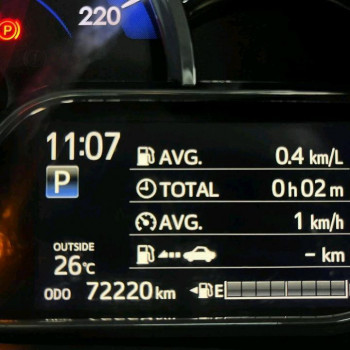 220
P
11:07
AVG. 0.4 km/L
P
TOTAL 0h02m
AVG. 1 km/h
OUTSIDE
26°C
- km
ODO 72220 km E